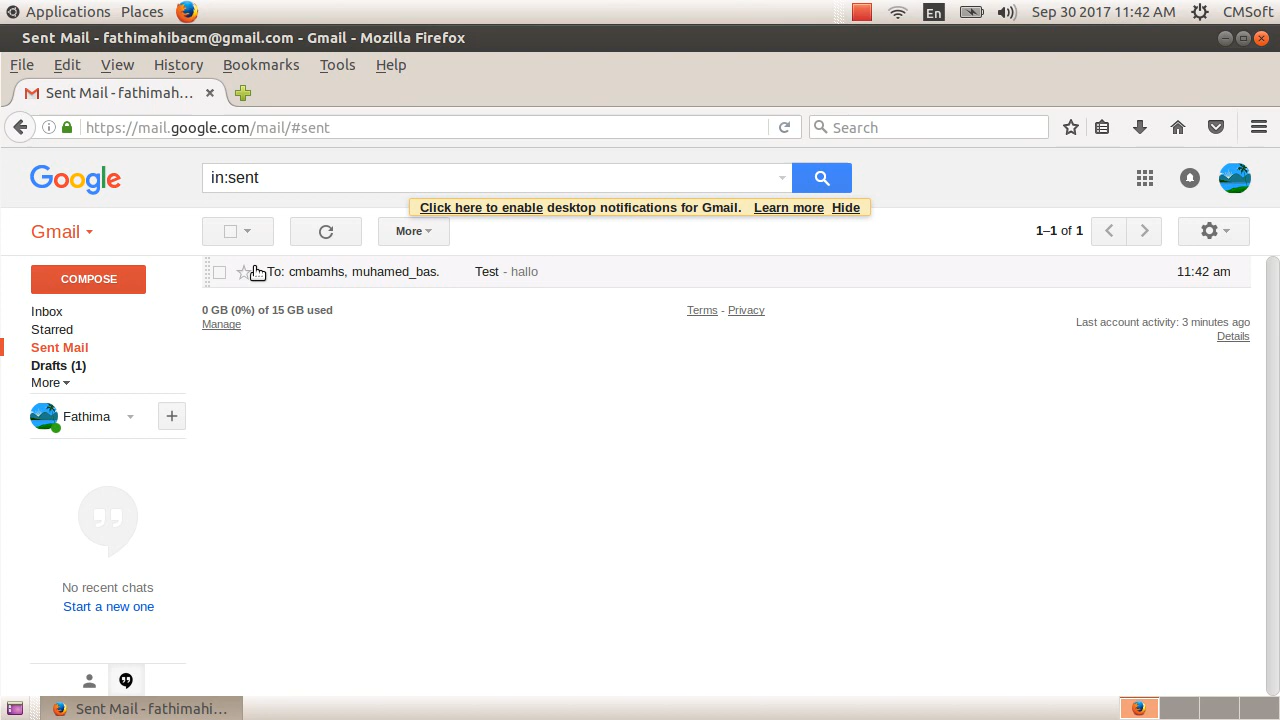 Applications Places En Sep 30 2017 11:42 AM CMSoft
Sent Mail - fathimahibacm@gmail.com - Gmail - Mozilla Firefox
File Edit View History Bookmarks Tools Help
Sent Mail - fathimah...
https://mail.google.com/mail/#sent Search
Google in:sent
Click here to enable desktop notifications for Gmail. Learn more Hide
Gmail More 1–1 of 1
COMPOSE
To: cmbamhs, muhamed_bas. Test - hallo 11:42 am
Inbox
Starred
Sent Mail
Drafts (1)
More
0 GB (0%) of 15 GB used
Manage
Terms - Privacy
Last account activity: 3 minutes ago
Details
Fathima
No recent chats
Start a new one
Sent Mail - fathimahi...